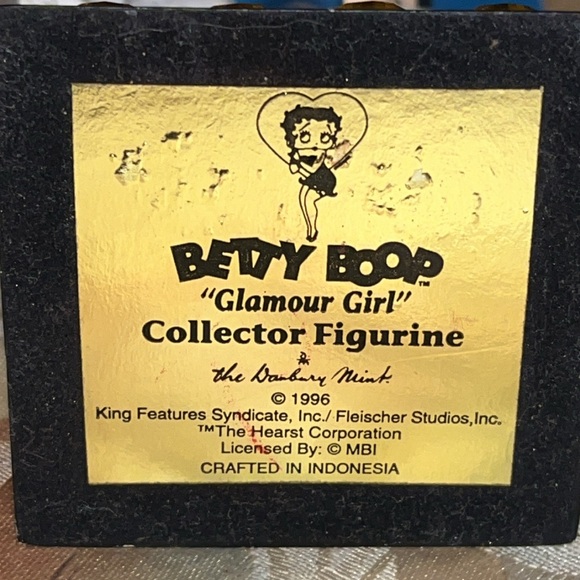 BETTY BOOP™
"Glamour Girl"
Collector Figurine
the Danbury Mint
© 1996
King Features Syndicate, Inc./ Fleischer Studios, Inc.
™The Hearst Corporation
Licensed By: © MBI
CRAFTED IN INDONESIA